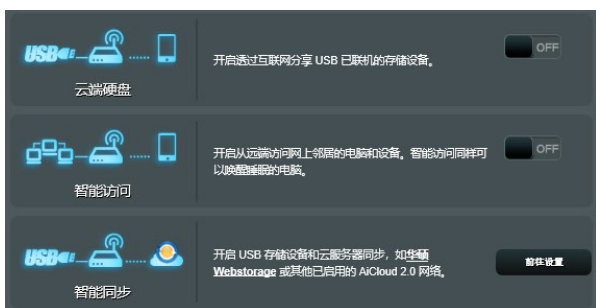 USB
开启透过互联网分享 USB 已联机的存储设备。
OFF
云端硬盘
开启从远端访问网上邻居的电脑和设备。智能访问同样可
以唤醒睡眠的电脑。
OFF
智能访问
USB
开启 USB 存储设备和云服务器同步，如华硕
Webstorage 或其他已启用的 AiCloud 2.0 网络。
前往设置
智能同步